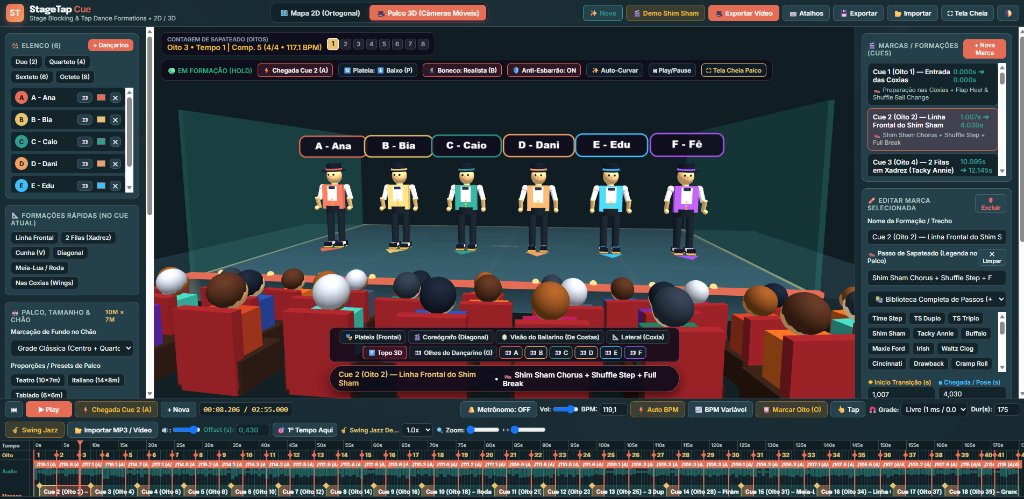 ST
StageTap Cue
Stage Blocking & Tap Dance Formations • 2D / 3D
Mapa 2D (Ortogonal)
Palco 3D (Câmeras Móveis)
Novo
Demo Shim Sham
Exportar Vídeo
Atalhos
Exportar
Importar
Tela Cheia
ELENCO (6)
+ Dançarino
Duo (2)
Quarteto (4)
Sexteto (6)
Octeto (8)
A A - Ana
B B - Bia
C C - Caio
D D - Dani
E E - Edu
FORMAÇÕES RÁPIDAS (NO CUE ATUAL)
Linha Frontal
2 Filas (Xadrez)
Cunha (V)
Diagonal
Meia-Lua / Roda
Nas Coxias (Wings)
PALCO, TAMANHO & CHÃO
10M × 7M
Marcação de Fundo no Chão
Grade Clássica (Centro + Quarto
Proporções / Presets de Palco
Teatro (10×7m)
Italiano (14×8m)
Tablado (6×6m)
CONTAGEM DE SAPATEADO (OITOS)
Oito 3 • Tempo 1 | Comp. 5 (4/4 • 117.1 BPM)
1 2 3 4 5 6 7 8
EM FORMAÇÃO (HOLD)
Chegada Cue 2 (A)
Plateia: Baixo (P)
Boneco: Realista (B)
Anti-Esbarrão: ON
Auto-Curvar
Play/Pause
Tela Cheia Palco
A - Ana
B - Bia
C - Caio
D - Dani
E - Edu
F - Fê
Plateia (Frontal)
Coreógrafo (Diagonal)
Visão do Bailarino (De Costas)
Lateral (Coxia)
Topo 3D
Olhos do Dançarino (G)
A
B
C
D
E
F
Cue 2 (Oito 2) — Linha Frontal do Shim Sham
• Shim Sham Chorus + Shuffle Step + Full Break
MARCAS / FORMAÇÕES (CUES)
+ Nova Marca
Cue 1 (Oito 1) — Entrada das Coxias
0.000s ➔ 0.000s
Preparação nas Coxias + Flap Heel & Shuffle Ball Change
Cue 2 (Oito 2) — Linha Frontal do Shim Sham
1.007s ➔ 4.030s
Shim Sham Chorus + Shuffle Step + Full Break
Cue 3 (Oito 4) — 2 Filas em Xadrez (Tacky Annie)
10.095s ➔ 12.145s
EDITAR MARCA SELECIONADA
Excluir
Nome da Formação / Trecho
Cue 2 (Oito 2) — Linha Frontal do Shim S
Passo de Sapateado (Legenda no Palco)
Limpar
Shim Sham Chorus + Shuffle Step + F
Biblioteca Completa de Passos (+
Time Step
TS Duplo
TS Triplo
Shim Sham
Tacky Annie
Buffalo
Maxie Ford
Irish
Waltz Clog
Cincinnati
Drawback
Cramp Roll
Início Transição (s)
Chegada / Pose (s)
1,007
4,030
Play
Chegada Cue 2 (A)
+ Nova
00:08.206 / 02:55.000
Metrônomo: OFF
Vol:
BPM:
119,1
Auto BPM
BPM Variável
Marcar Oito (O)
Tap
Grade:
Livre (1 ms / 0.0
Dur(s):
175
Swing Jazz
Importar MP3 / Vídeo
Offset (s):
0,430
1º Tempo Aqui
Swing Jazz De...
1.0x
Zoom:
Tempo
Oito
Audio